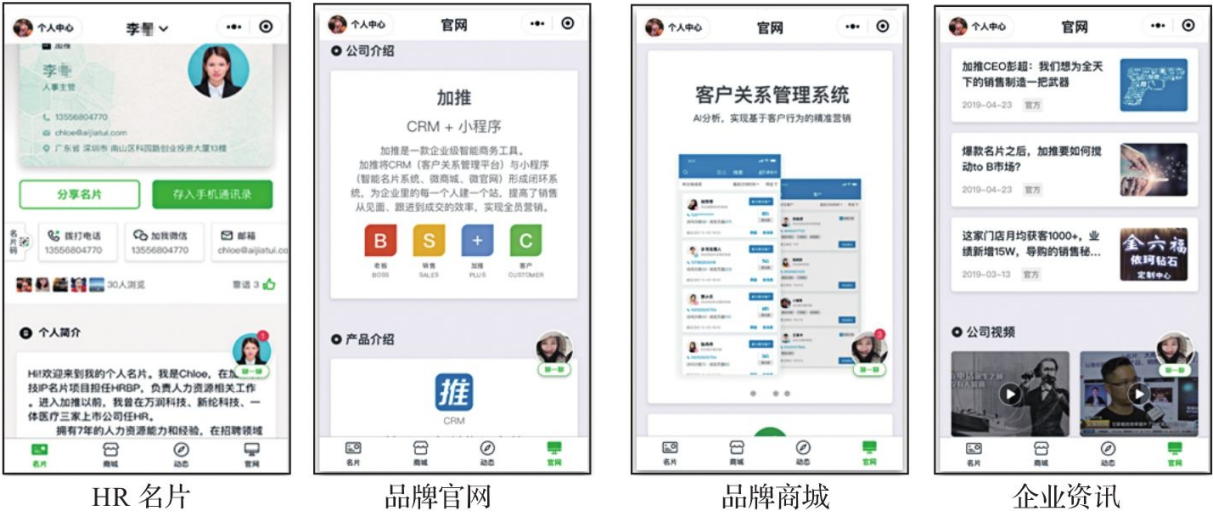 个人中心
李
加推
李
人事主管
13556804770
chloe@aijiatui.com
广东省 深圳市 南山区科园路创业投资大厦13楼
分享名片
存入手机通讯录
名片码
拨打电话
13556804770
加我微信
13556804770
邮箱
chloe@aijiatui.co
30人浏览
靠谱 3
个人简介
1
聊一聊
Hi!欢迎来到我的个人名片。我是Chloe，在加
技IP名片项目担任HRBP，负责人力资源相关工作
。进入加推以前，我曾在万润科技、新纶科技、一
体医疗三家上市公司任HR。
拥有7年的人力资源能力和经验，在招聘领域
名片
商城
动态
官网
HR 名片
个人中心
官网
公司介绍
加推
CRM + 小程序
加推是一款企业级智能商务工具。
加推将CRM（客户关系管理平台）与小程序
（智能名片系统、微商城、微官网）形成闭环系
统，为企业里的每一个人建一个站，提高了销售
从见面、跟进到成交的效率，实现全员营销。
B S + C
老板 销售 加推 客户
BOSS SALES PLUS CUSTOMER
产品介绍
聊一聊
推
CRM
名片
商城
动态
官网
品牌官网
个人中心
官网
客户关系管理系统
AI分析，实现基于客户行为的精准营销
3
聊一聊
名片
商城
动态
官网
品牌商城
个人中心
官网
加推CEO彭超：我们想为全天
下的销售制造一把武器
2019-04-23 官方
爆款名片之后，加推要如何搅
动to B市场？
2019-04-23 官方
这家门店月均获客1000+，业
绩新增15W，导购的销售秘...
2019-03-13 官方
金六福
依珂钻石
定制中心
公司视频
聊一聊
名片
商城
动态
官网
企业资讯